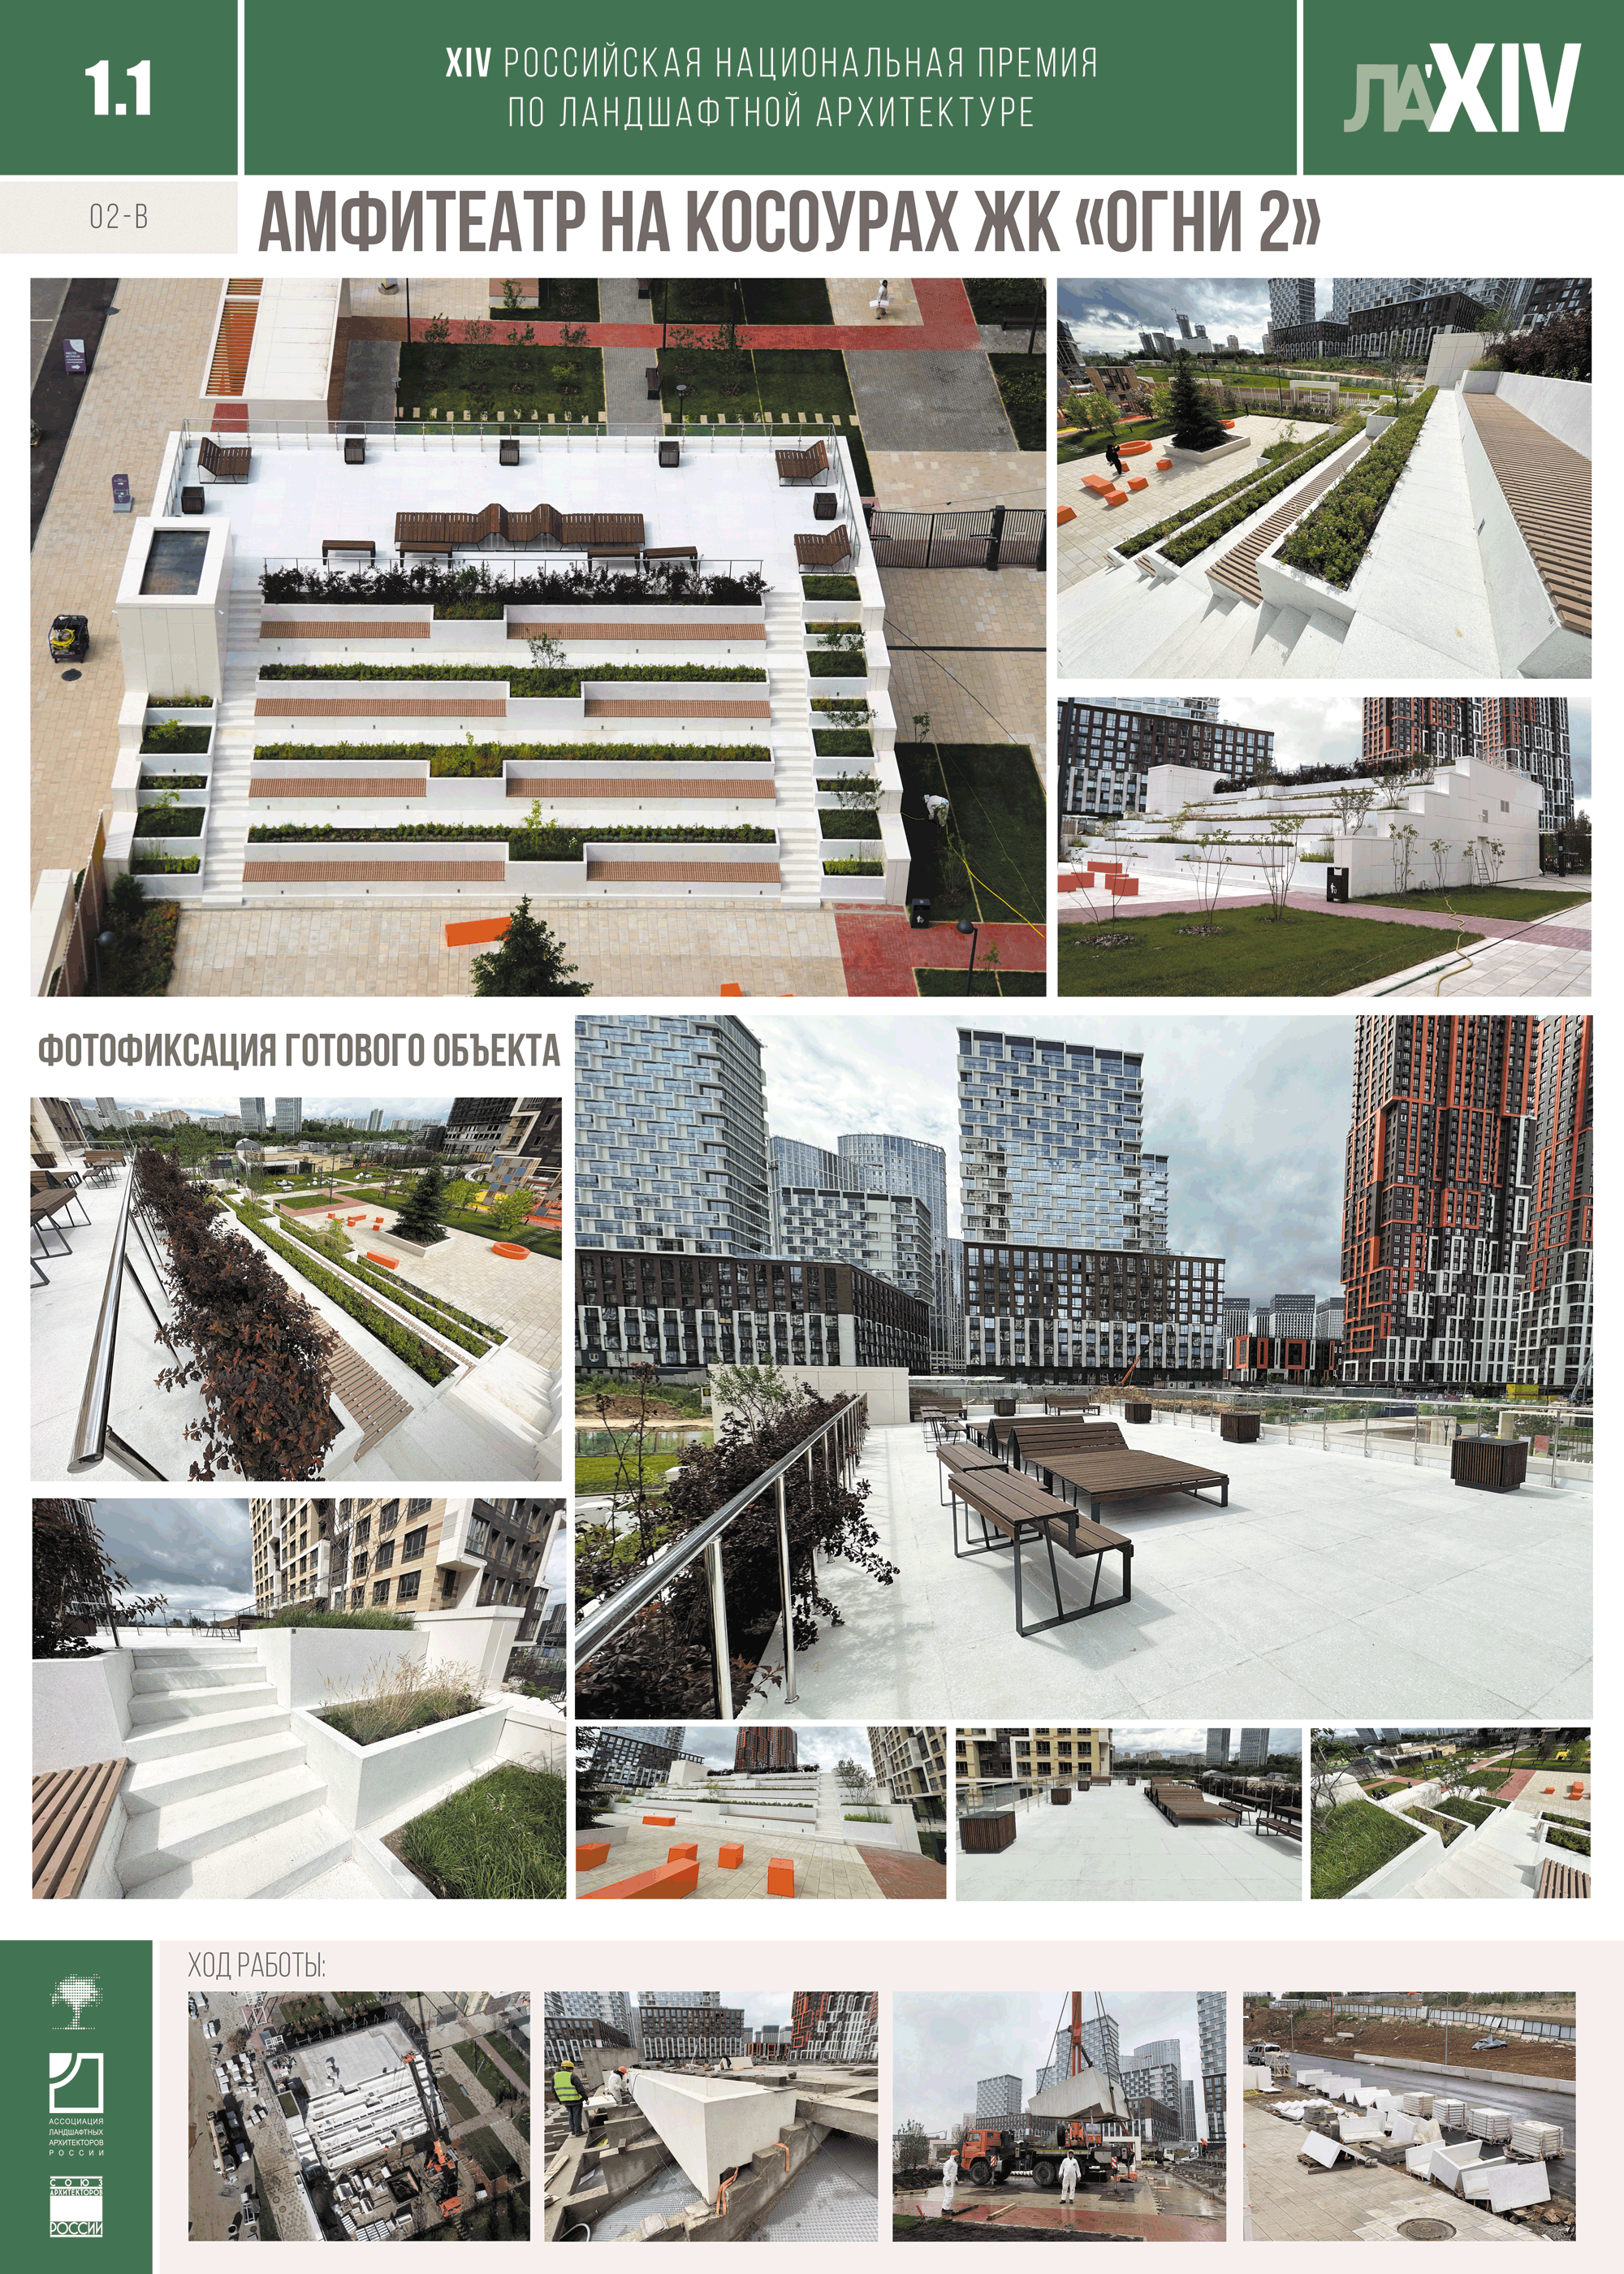 1.1
XIV РОССИЙСКАЯ НАЦИОНАЛЬНАЯ ПРЕМИЯ
ПО ЛАНДШАФТНОЙ АРХИТЕКТУРЕ
ЛА'XIV
02-В
АМФИТЕАТР НА КОСОУРАХ ЖК «ОГНИ 2»
ФОТОФИКСАЦИЯ ГОТОВОГО ОБЪЕКТА
ХОД РАБОТЫ:
АССОЦИАЦИЯ
ЛАНДШАФТНЫХ
АРХИТЕКТОРОВ
РОССИИ
СОЮЗ
АРХИТЕКТОРОВ
РОССИИ